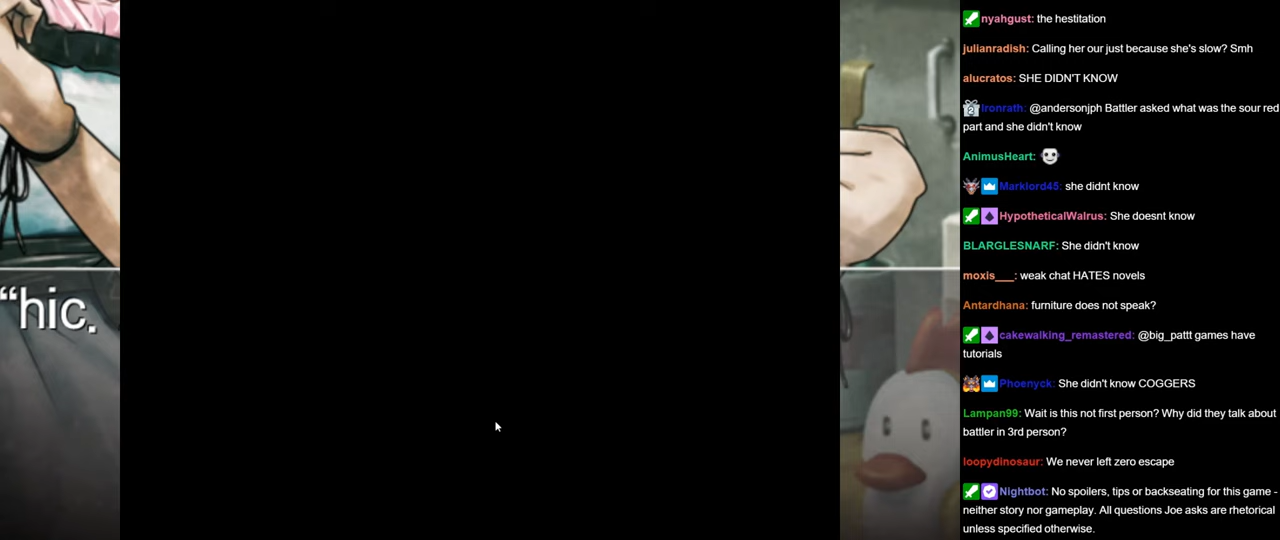 “hic.
nyahgust: the hestitation
julianradish: Calling her our just because she's slow? Smh
alucratos: SHE DIDN'T KNOW
2 Ironrath: @andersonjph Battler asked what was the sour red
part and she didn't know
AnimusHeart:
Marklord45: she didnt know
HypotheticalWalrus: She doesnt know
BLARGLESNARF: She didn't know
moxis___: weak chat HATES novels
Antardhana: furniture does not speak?
cakewalking_remastered: @big_pattt games have
tutorials
Phoenyck: She didn't know COGGERS
Lampan99: Wait is this not first person? Why did they talk about
battler in 3rd person?
loopydinosaur: We never left zero escape
Nightbot: No spoilers, tips or backseating for this game -
neither story nor gameplay. All questions Joe asks are rhetorical
unless specified otherwise.